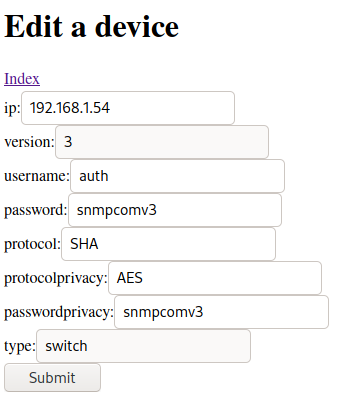 Edit a device
Index
ip: 192.168.1.54
version: 3
username: auth
password: snmpcomv3
protocol: SHA
protocolprivacy: AES
passwordprivacy: snmpcomv3
type: switch
Submit